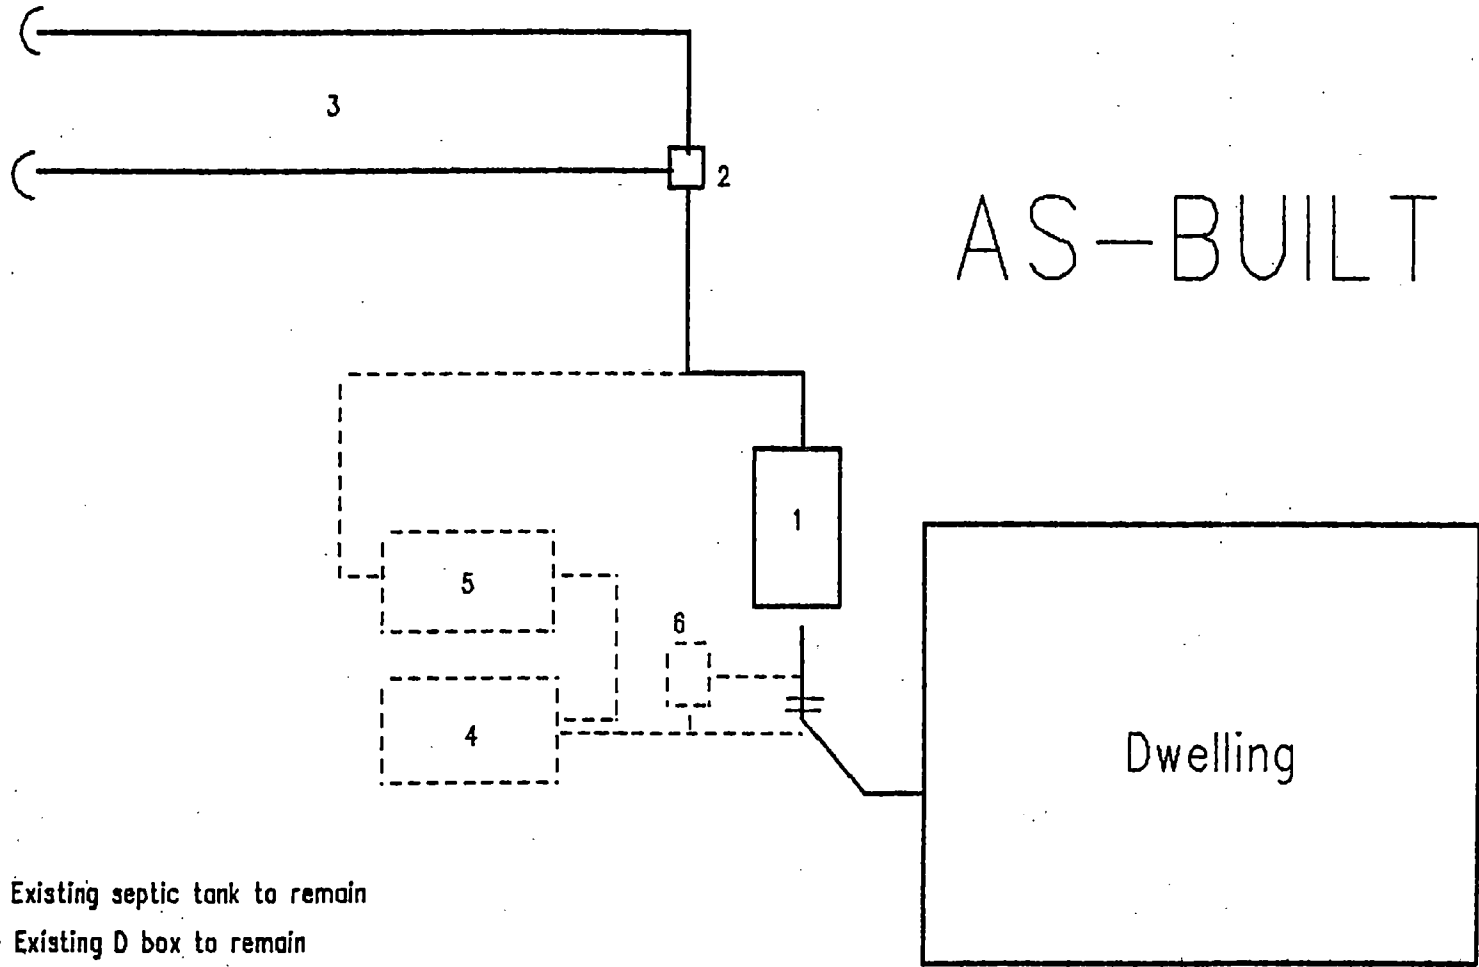 3
2
AS-BUILT
1
5
6
4
Dwelling
Existing septic tank to remain
Existing D box to remain